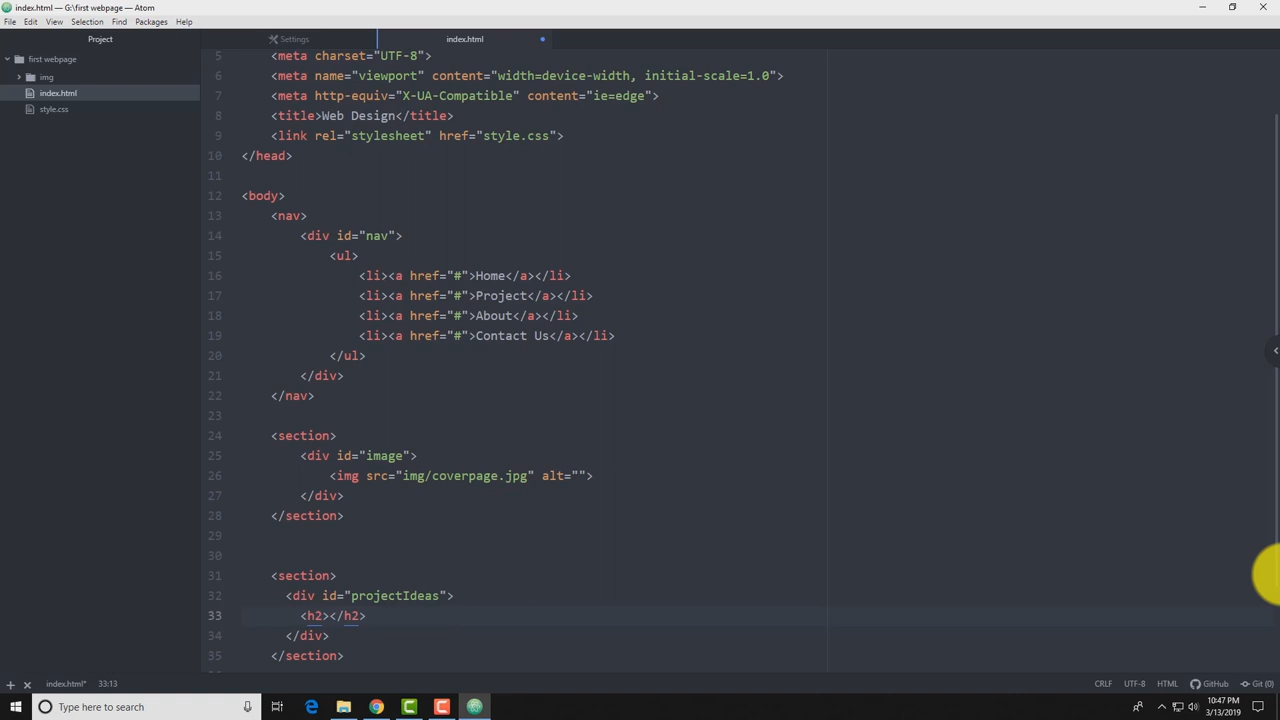 index.html — G:\first webpage — Atom
File Edit View Selection Find Packages Help
Project
Settings
index.html
first webpage
img
index.html
style.css
5 <meta charset="UTF-8">
6 <meta name="viewport" content="width=device-width, initial-scale=1.0">
7 <meta http-equiv="X-UA-Compatible" content="ie=edge">
8 <title>Web Design</title>
9 <link rel="stylesheet" href="style.css">
10 </head>
11
12 <body>
13 <nav>
14 <div id="nav">
15 <ul>
16 <li><a href="#">Home</a></li>
17 <li><a href="#">Project</a></li>
18 <li><a href="#">About</a></li>
19 <li><a href="#">Contact Us</a></li>
20 </ul>
21 </div>
22 </nav>
23
24 <section>
25 <div id="image">
26 <img src="img/coverpage.jpg" alt="">
27 </div>
28 </section>
29
30
31 <section>
32 <div id="projectIdeas">
33 <h2></h2>
34 </div>
35 </section>
index.html* 33:13 CRLF UTF-8 HTML GitHub Git (0)
Type here to search
10:47 PM
3/13/2019